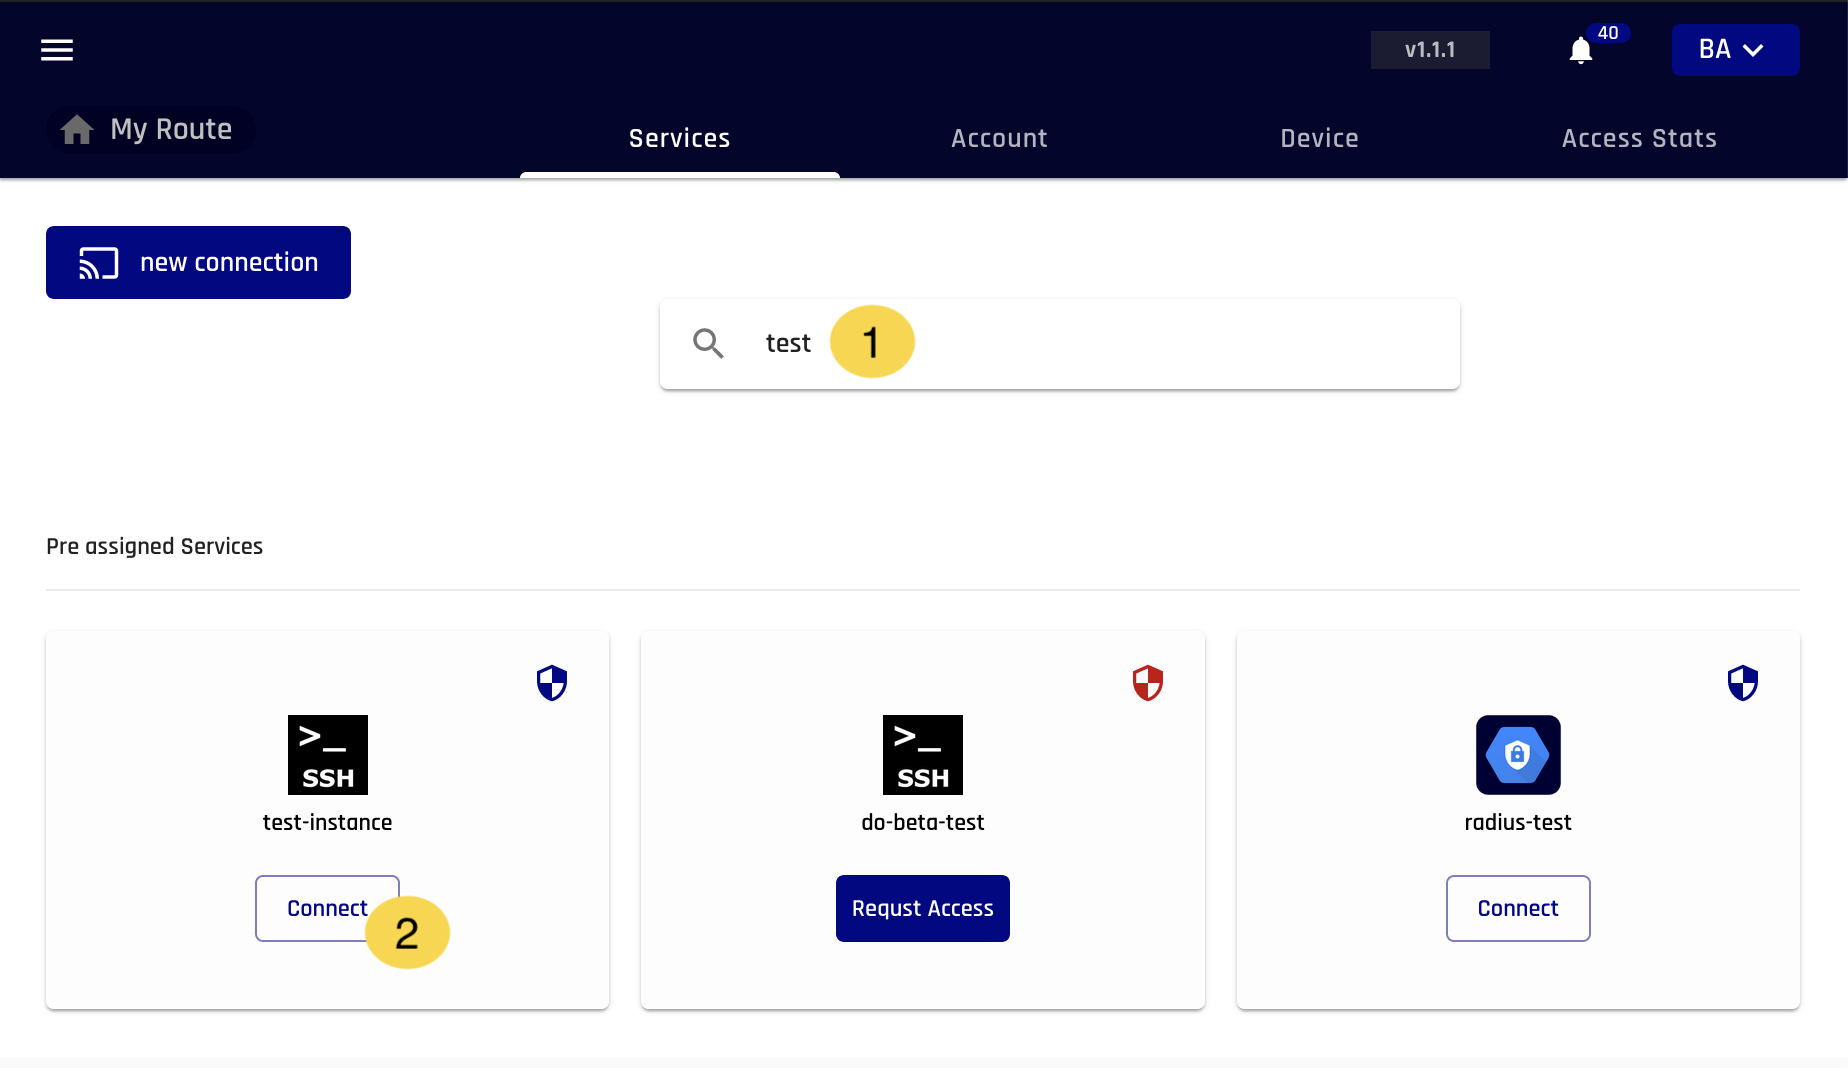 v1.1.1
40
BA
My Route
Services
Account
Device
Access Stats
new connection
test
1
Pre assigned Services
>_
SSH
test-instance
Connect
2
>_
SSH
do-beta-test
Requst Access
radius-test
Connect